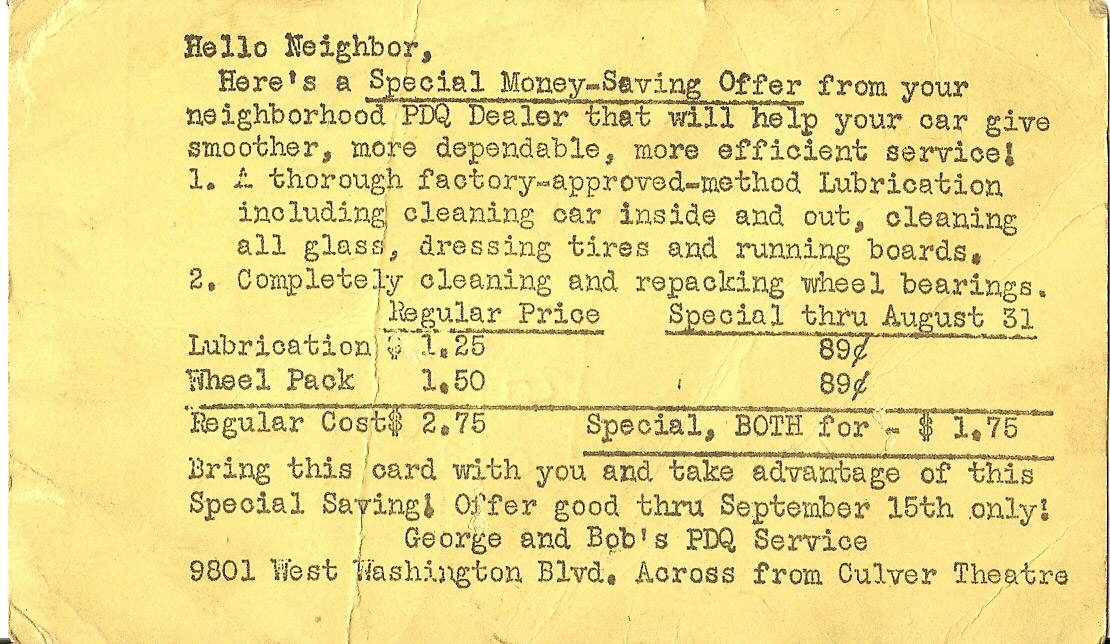 Hello Neighbor,
Here's a Special Money-Saving Offer from your
neighborhood PDQ Dealer that will help your car give
smoother, more dependable, more efficient service!
1. A thorough factory-approved-method Lubrication
including cleaning car inside and out, cleaning
all glass, dressing tires and running boards.
2. Completely cleaning and repacking wheel bearings.
Regular Price Special thru August 31
Lubrication $ 1.25 89¢
Wheel Pack 1.50 89¢
Regular Cost$ 2.75 Special, BOTH for - $ 1.75
Bring this card with you and take advantage of this
Special Saving! Offer good thru September 15th only!
George and Bob's PDQ Service
9801 West Washington Blvd. Across from Culver Theatre